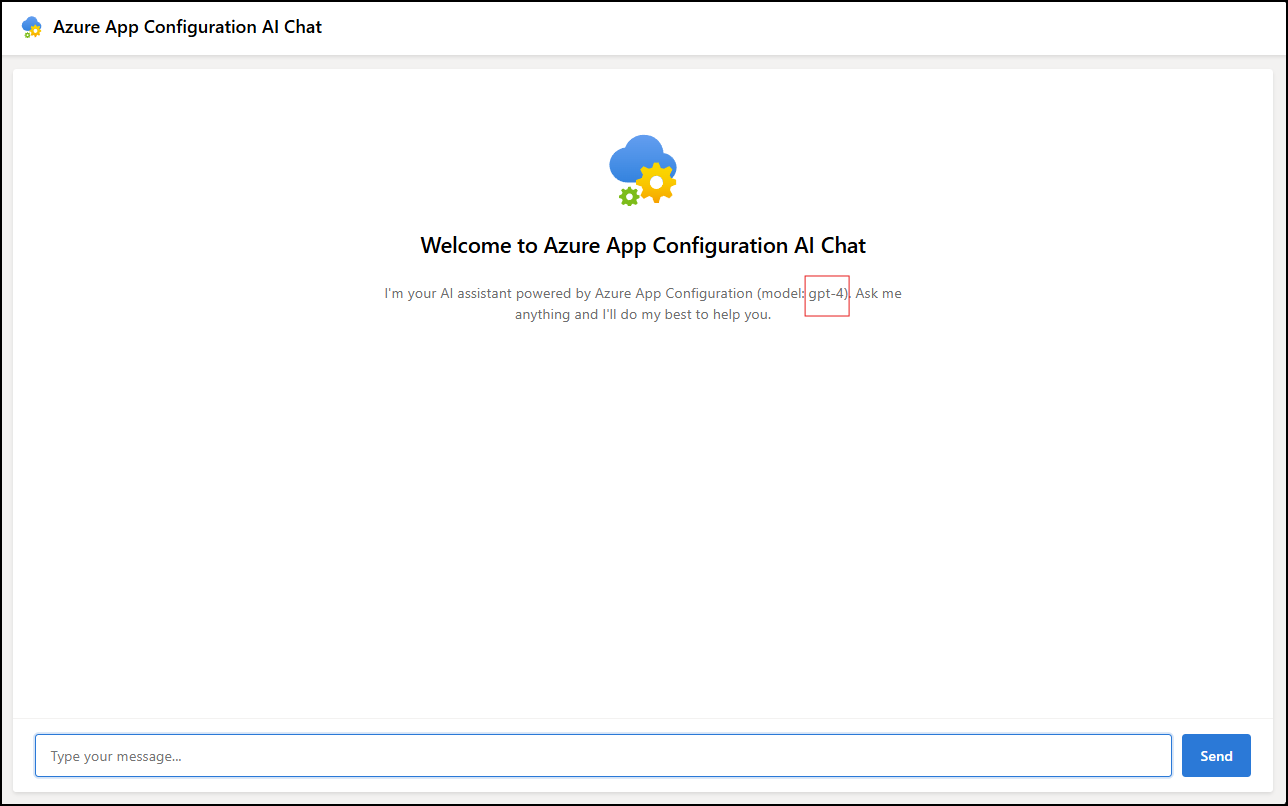 Azure App Configuration AI Chat
Welcome to Azure App Configuration AI Chat
I'm your AI assistant powered by Azure App Configuration (model: gpt-4). Ask me
anything and I'll do my best to help you.
Type your message...
Send